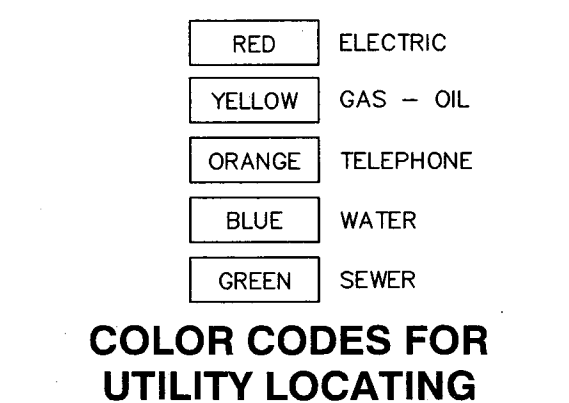 RED ELECTRIC
YELLOW GAS – OIL
ORANGE TELEPHONE
BLUE WATER
GREEN SEWER
COLOR CODES FOR
UTILITY LOCATING